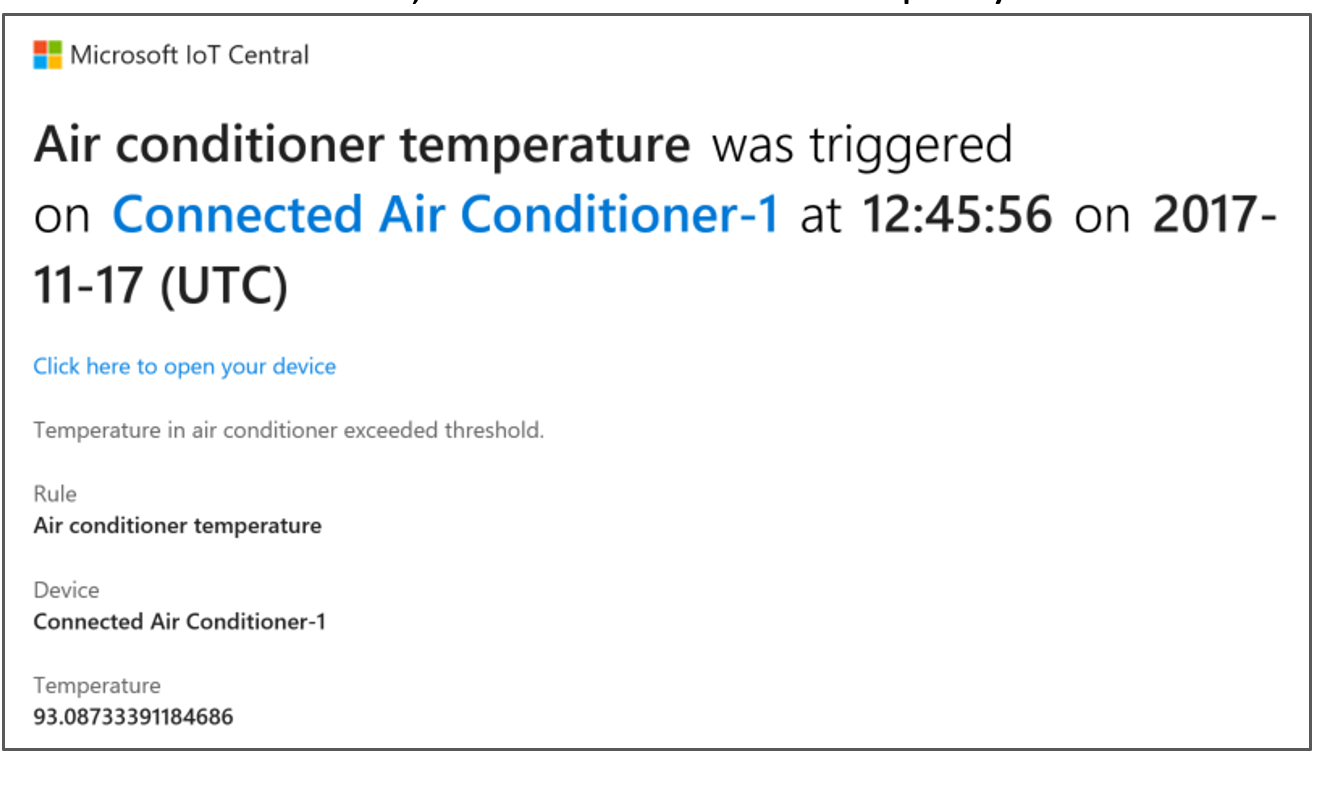 Microsoft IoT Central
Air conditioner temperature was triggered
on Connected Air Conditioner-1 at 12:45:56 on 2017-
11-17 (UTC)
Click here to open your device
Temperature in air conditioner exceeded threshold.
Rule
Air conditioner temperature
Device
Connected Air Conditioner-1
Temperature
93.08733391184686